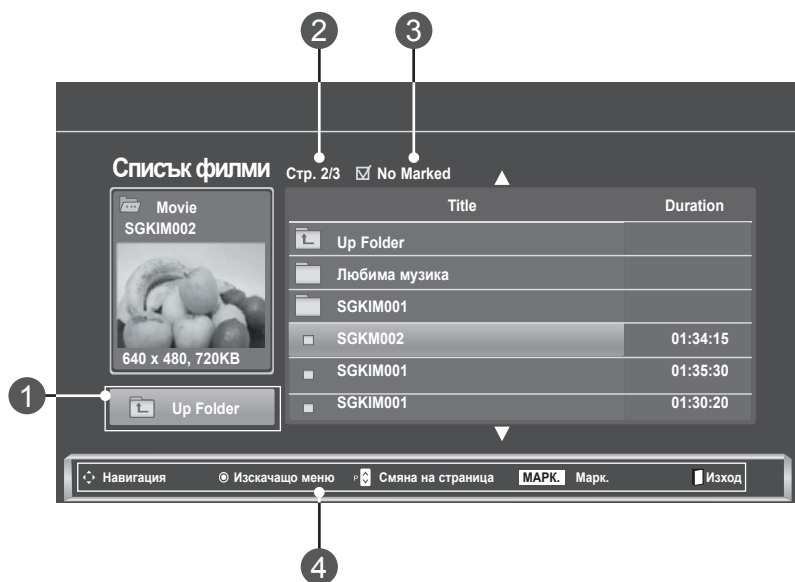 2
3
Списък филми
Стр. 2/3
No Marked
Movie
SGKIM002
640 x 480, 720KB
1
Up Folder
Title
Duration
Up Folder
Любима музика
SGKIM001
SGKM002
01:34:15
SGKIM001
01:35:30
SGKIM001
01:30:20
Навигация
Изскачащо меню
P
Смяна на страница
МАРК.
Марк.
Изход
4